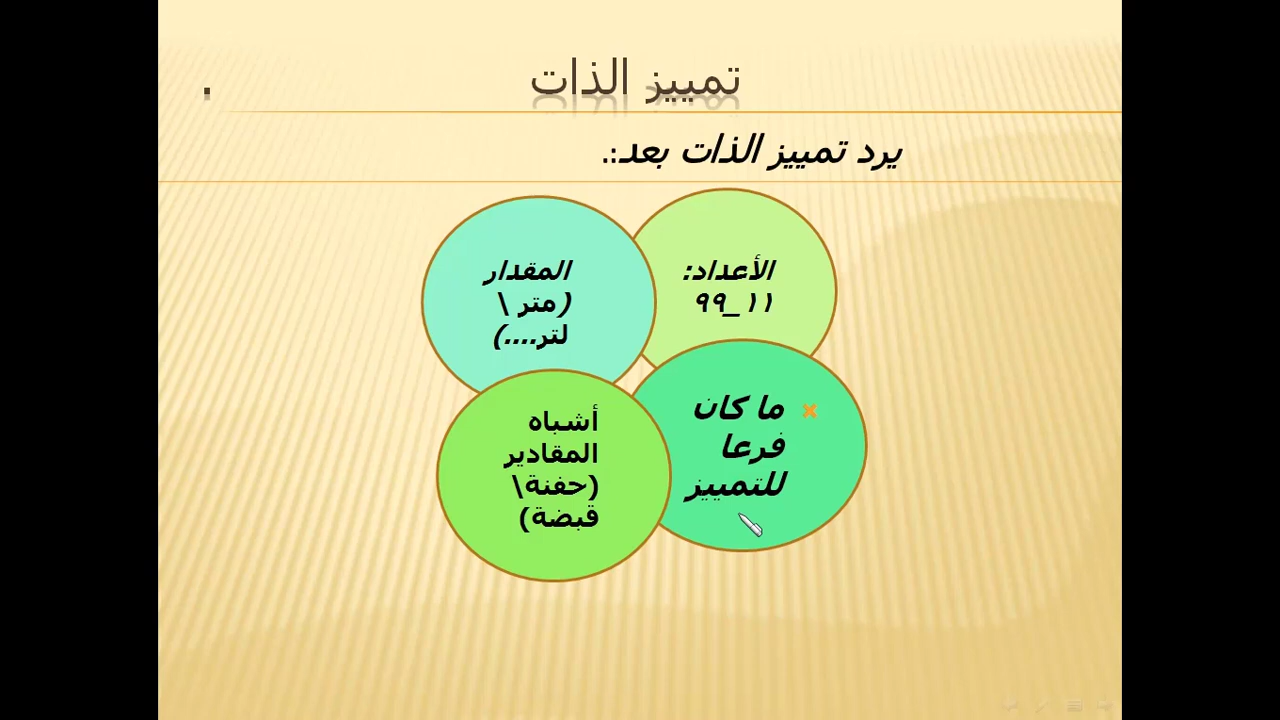 تمييز الذات .
يرد تمييز الذات بعد:.
الأعداد:
١١_٩٩
المقدار
(متر \
لتر....)
ما كان
فرعا
للتمييز
أشباه
المقادير
(حفنة\
قبضة)